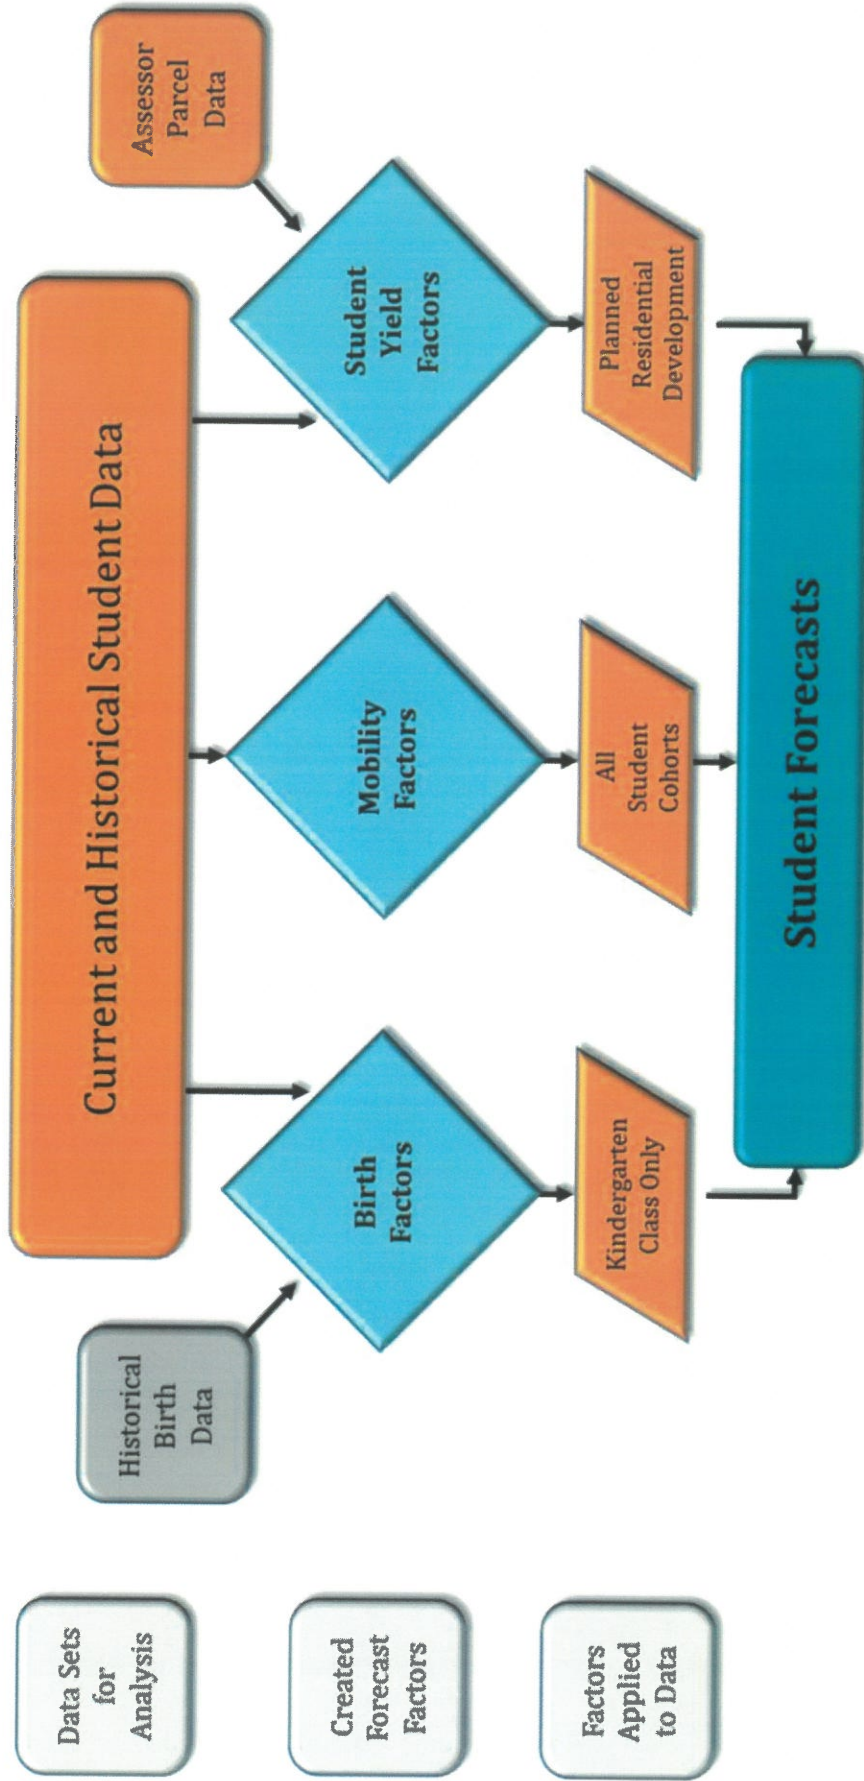 Data Sets
for
Analysis
Historical
Birth
Data
Current and Historical Student Data
Assessor
Parcel
Data
Created
Forecast
Factors
Birth
Factors
Mobility
Factors
Student
Yield
Factors
Factors
Applied
to Data
Kindergarten
Class Only
All
Student
Cohorts
Planned
Residential
Development
Student Forecasts